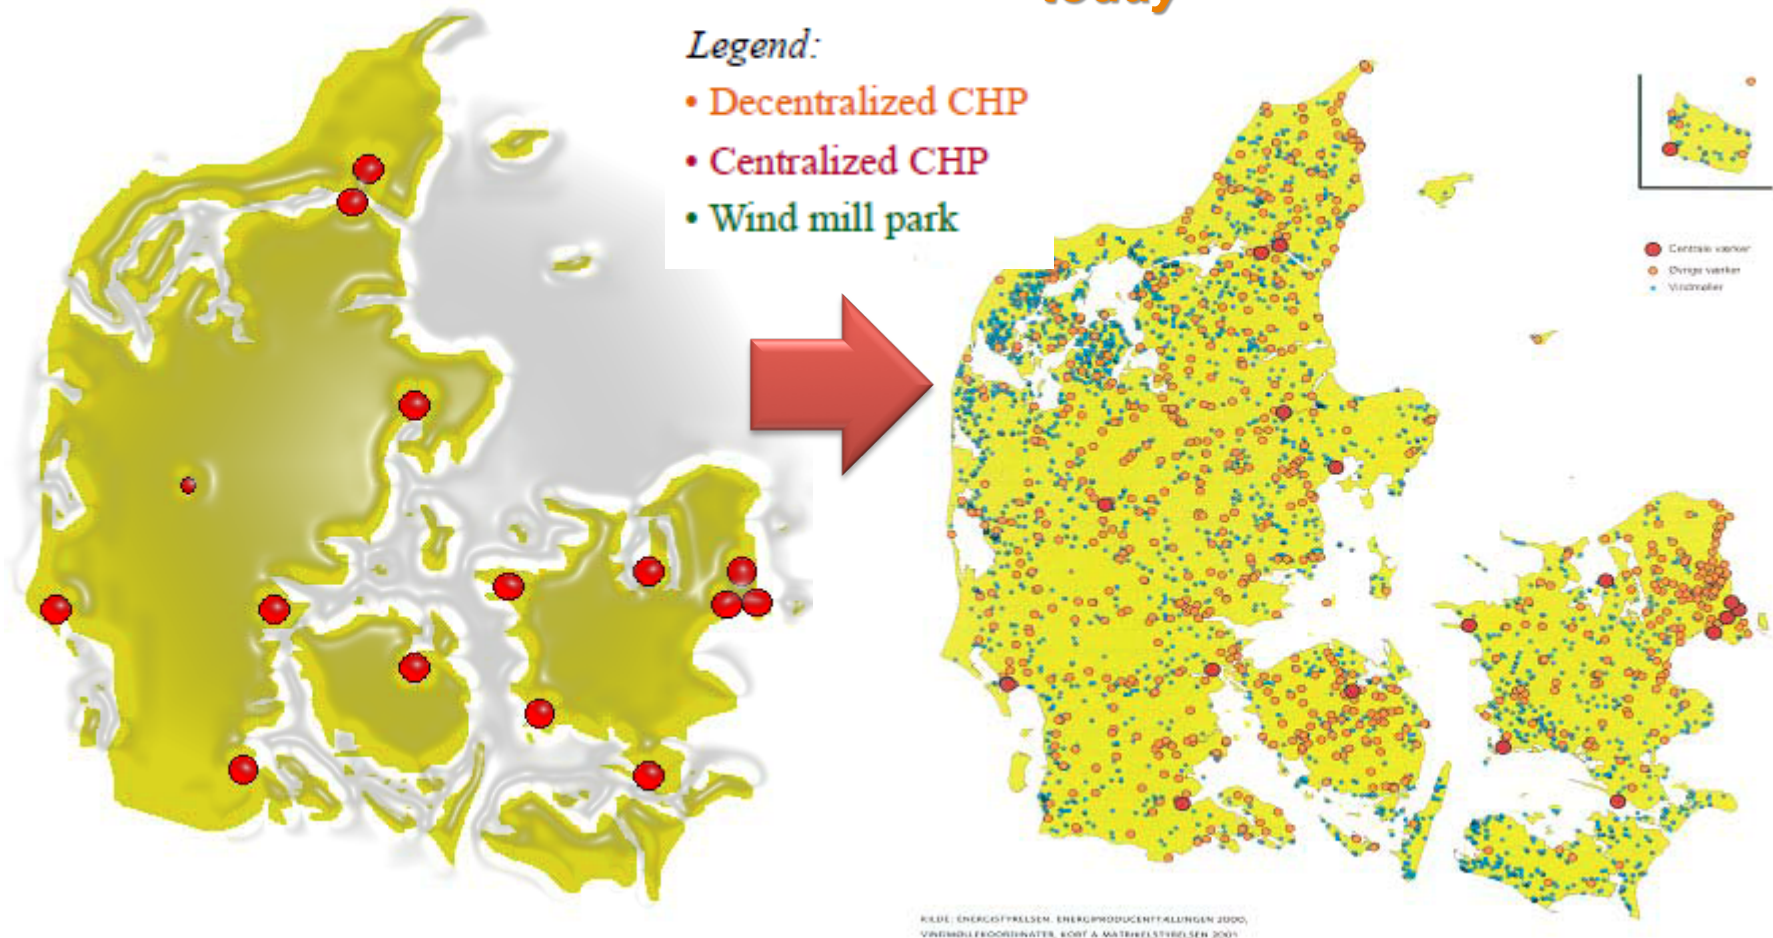 today
Legend:
• Decentralized CHP
• Centralized CHP
• Wind mill park
Centrale værker
Øvrige værker
Vindmøller
KILDE: ENERGISTYRELSEN, ENERGIPRODUCENTTÆLLINGEN 2000,
VINDMØLLEKOORDINATER, KORT & MATRIKELSTYRELSEN 2001